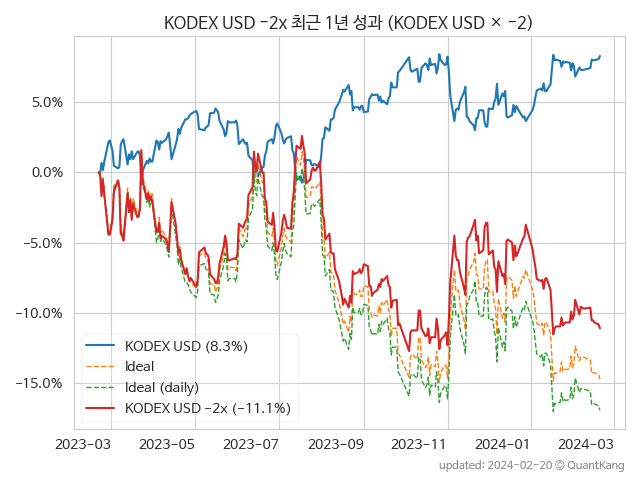 KODEX USD −2x 최근 1년 성과 (KODEX USD × −2)
5.0%
0.0%
−5.0%
−10.0%
−15.0%
KODEX USD (8.3%)
Ideal
Ideal (daily)
KODEX USD −2x (−11.1%)
2023-03 2023-05 2023-07 2023-09 2023-11 2024-01 2024-03
updated: 2024-02-20 ⓒ QuantKang